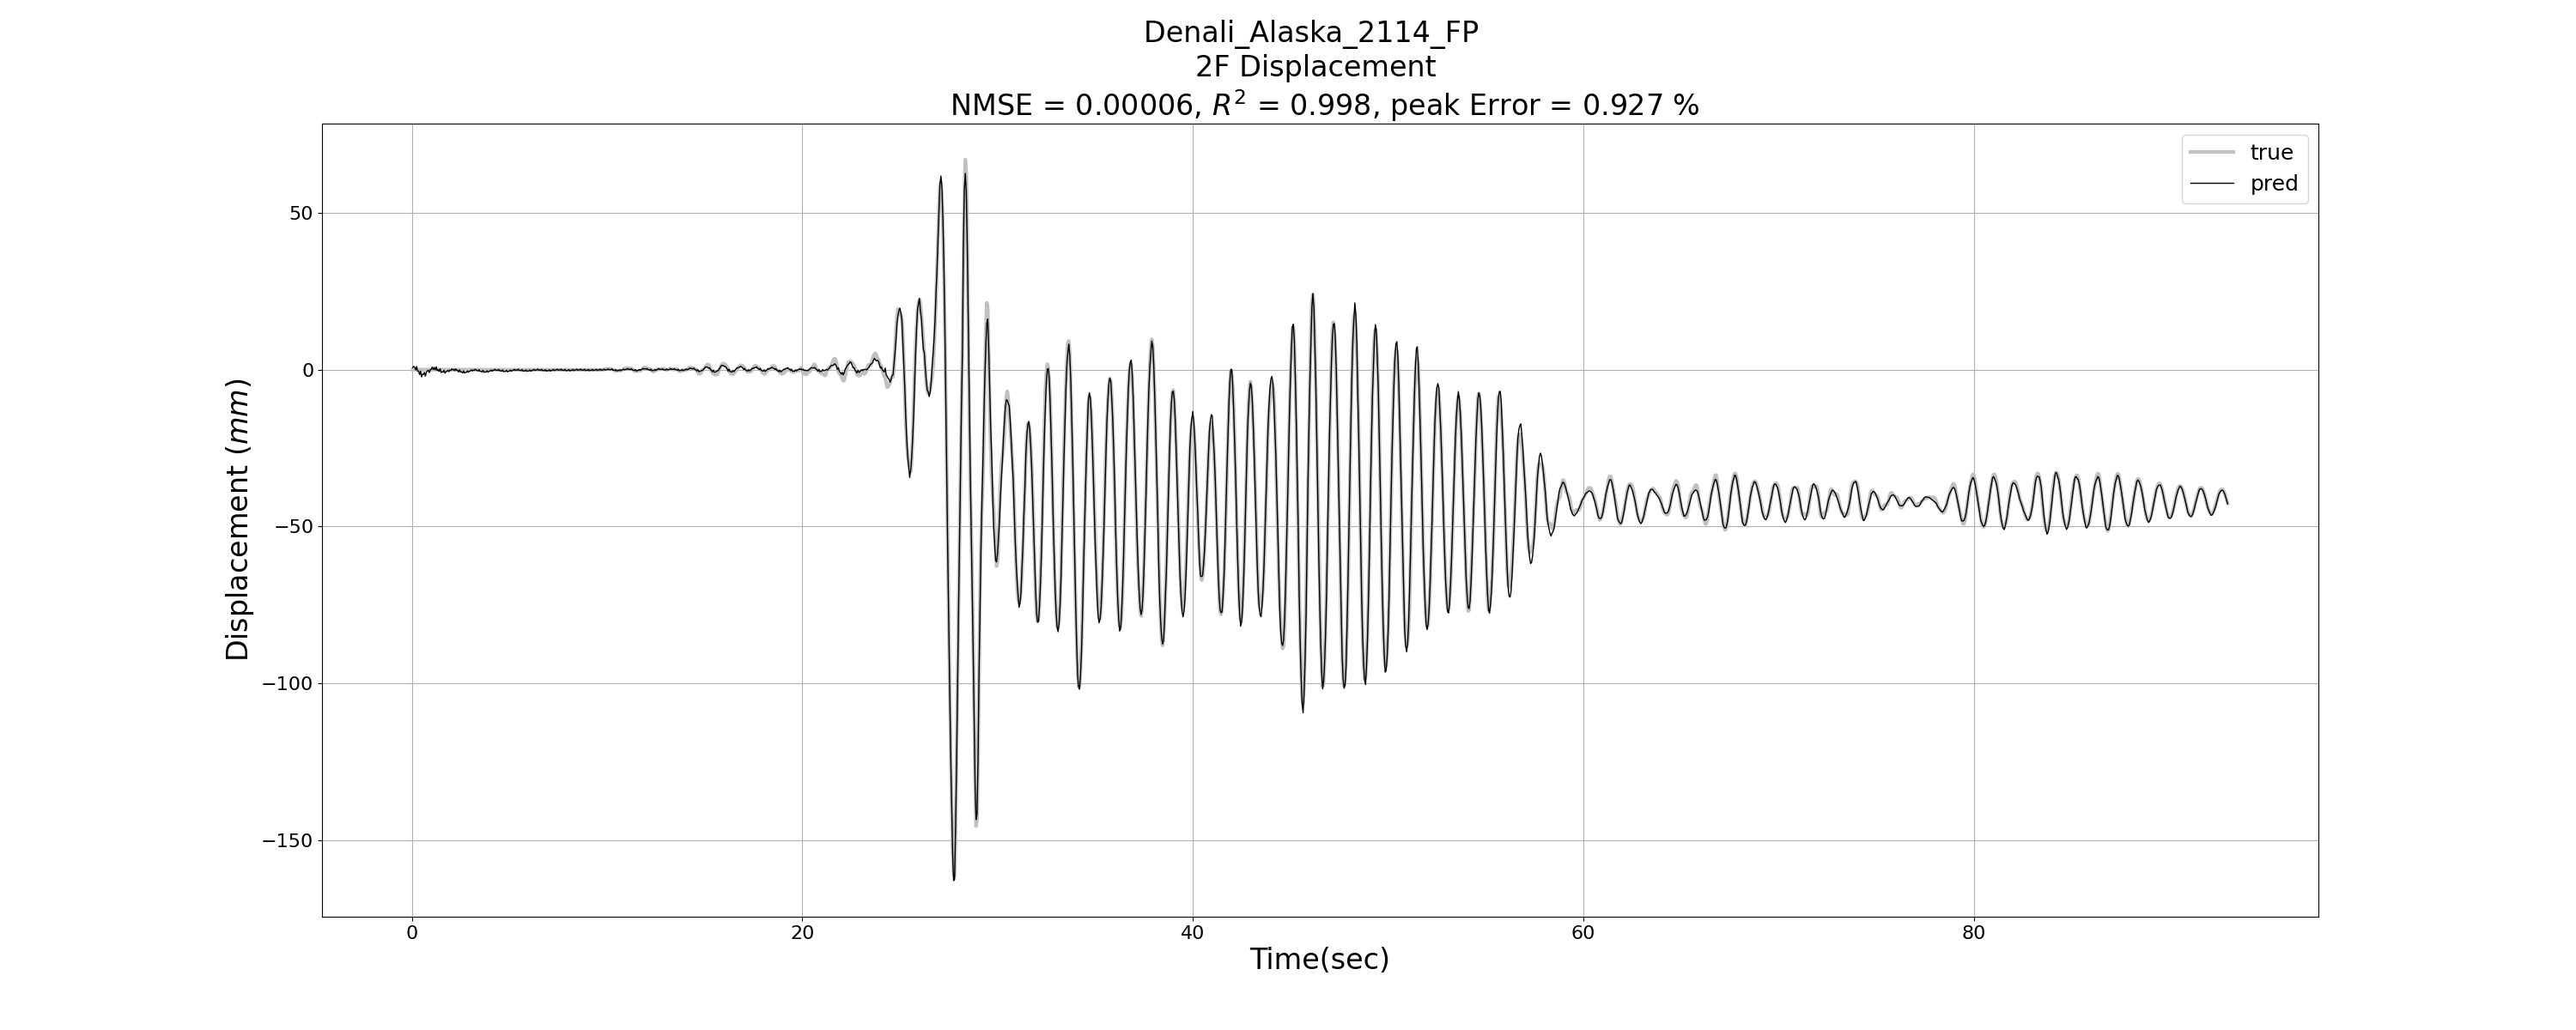 Denali_Alaska_2114_FP
2F Displacement
NMSE = 0.00006, R² = 0.998, peak Error = 0.927 %
true
pred
50
0
−50
−100
−150
Displacement (mm)
0 20 40 60 80
Time(sec)